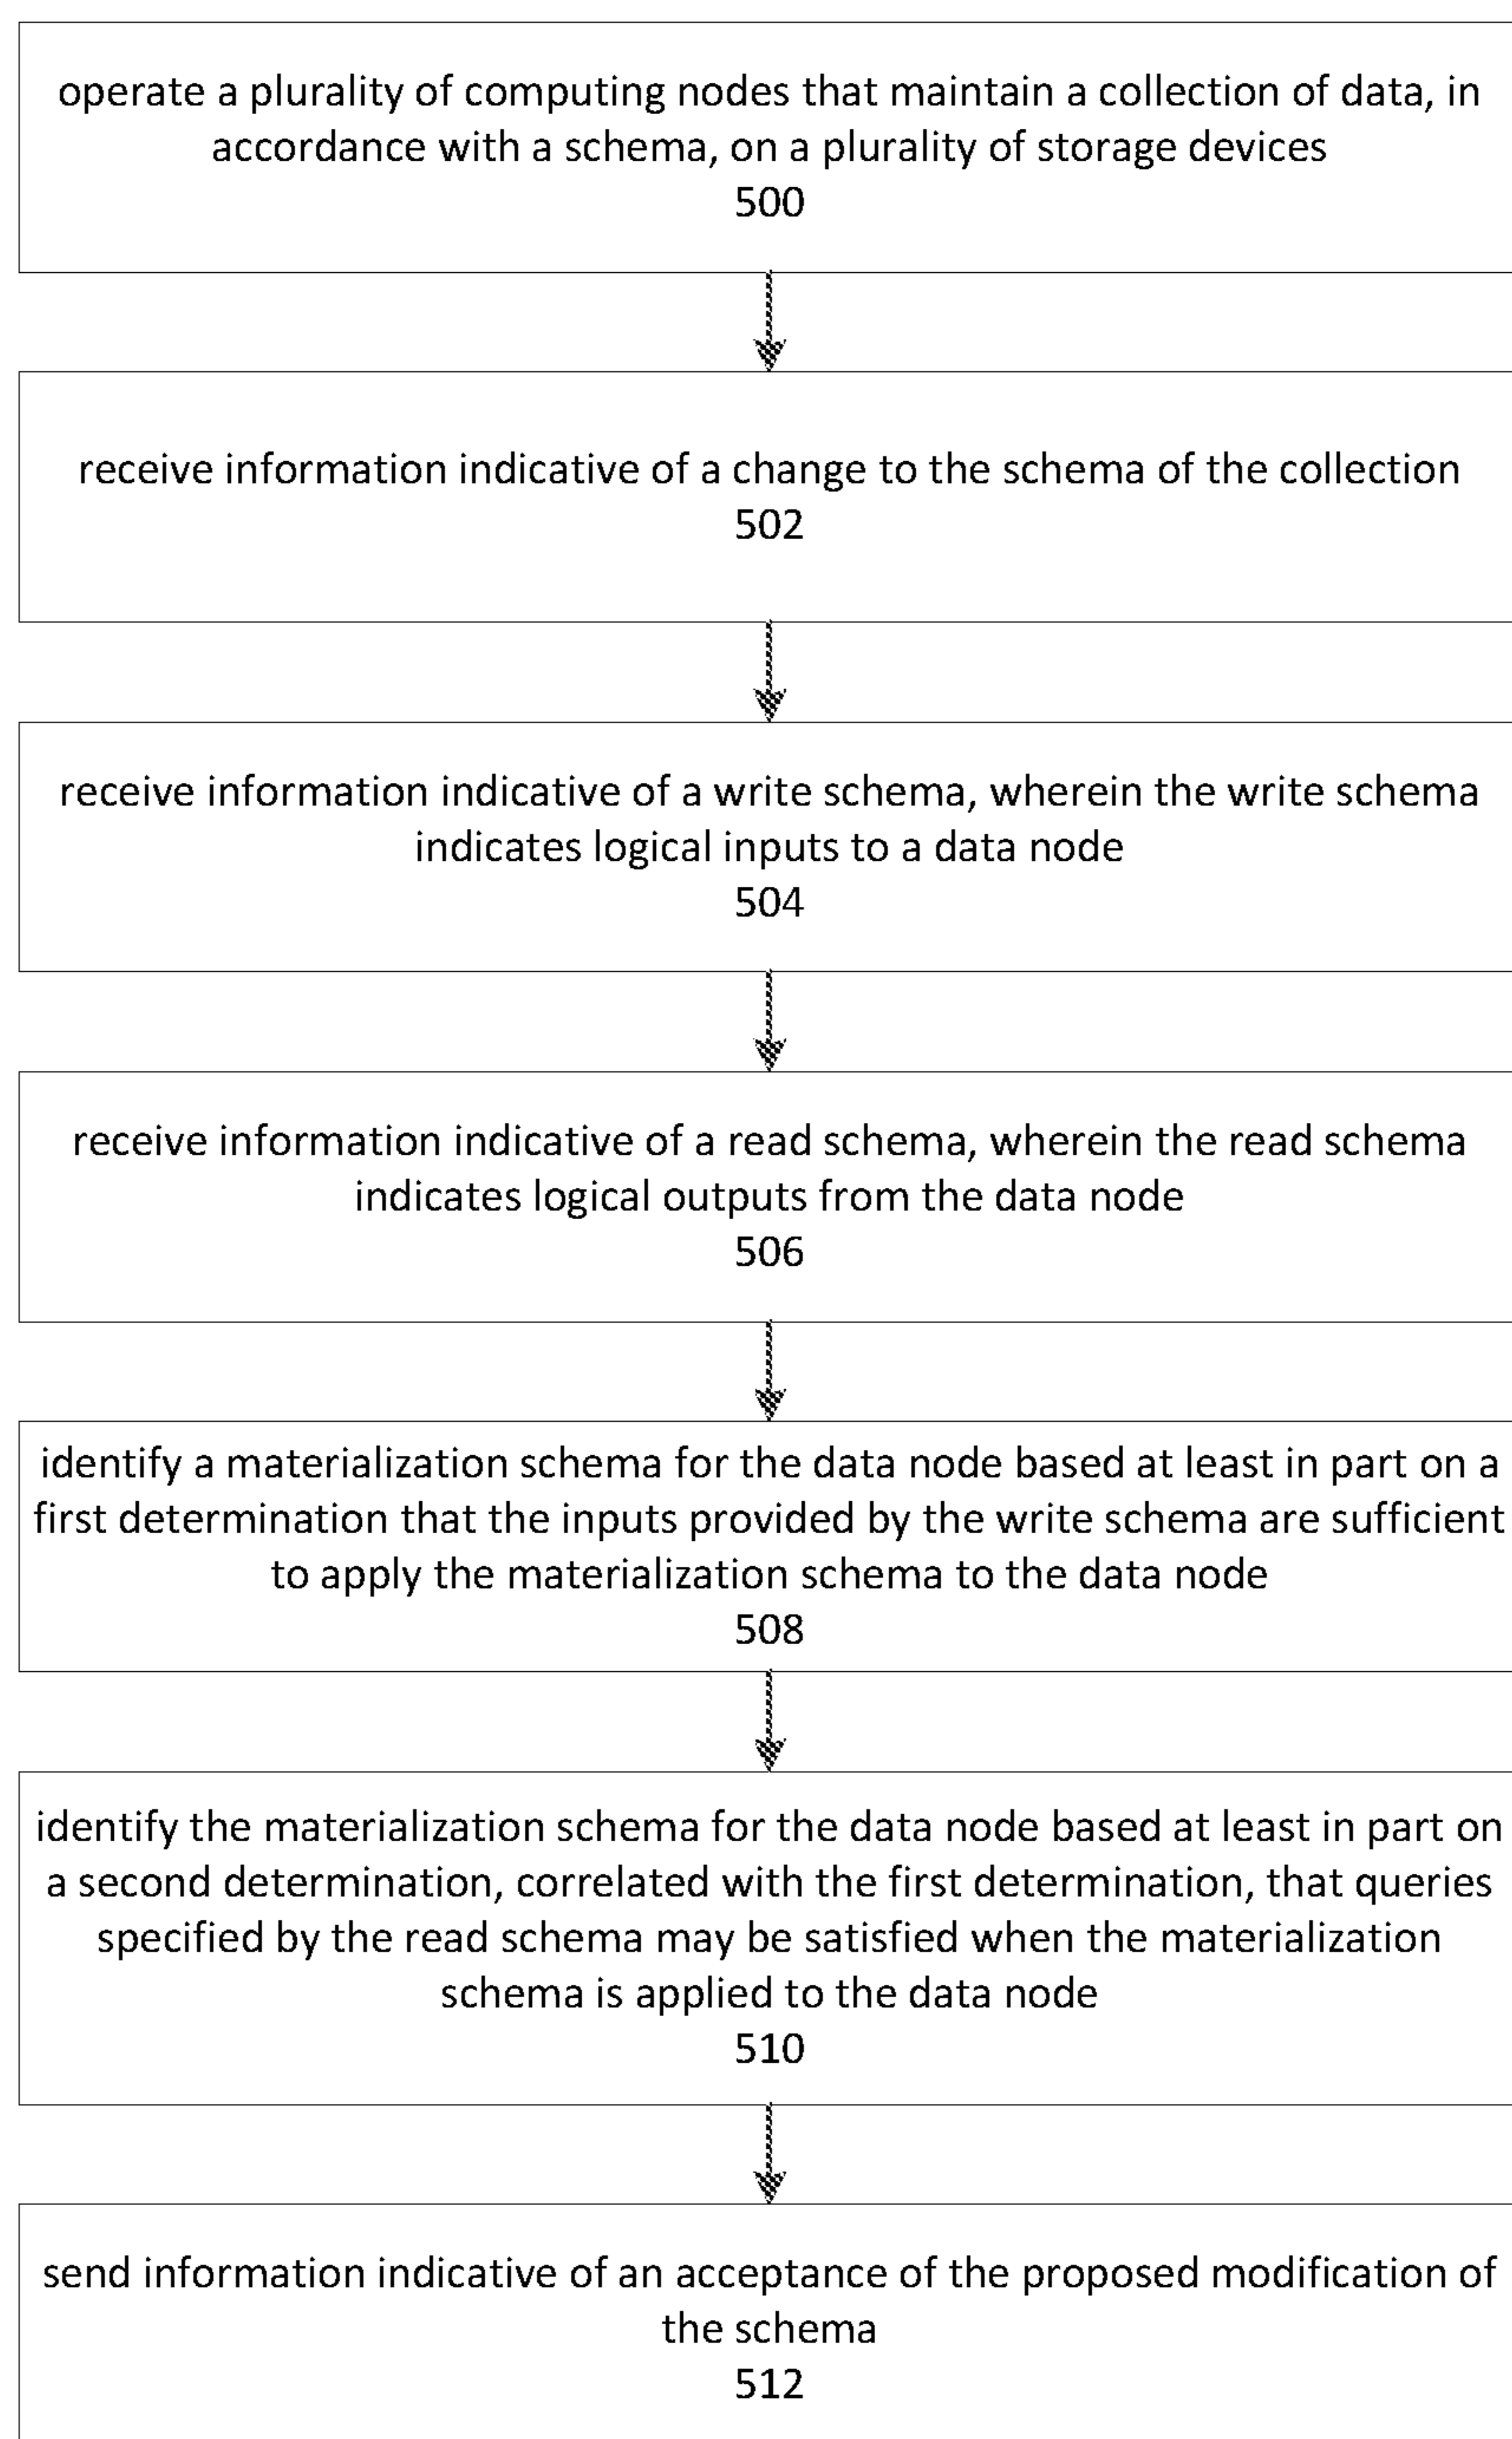 operate a plurality of computing nodes that maintain a collection of data, in
accordance with a schema, on a plurality of storage devices
500
receive information indicative of a change to the schema of the collection
502
receive information indicative of a write schema, wherein the write schema
indicates logical inputs to a data node
504
receive information indicative of a read schema, wherein the read schema
indicates logical outputs from the data node
506
identify a materialization schema for the data node based at least in part on a
first determination that the inputs provided by the write schema are sufficient
to apply the materialization schema to the data node
508
identify the materialization schema for the data node based at least in part on
a second determination, correlated with the first determination, that queries
specified by the read schema may be satisfied when the materialization
schema is applied to the data node
510
send information indicative of an acceptance of the proposed modification of
the schema
512